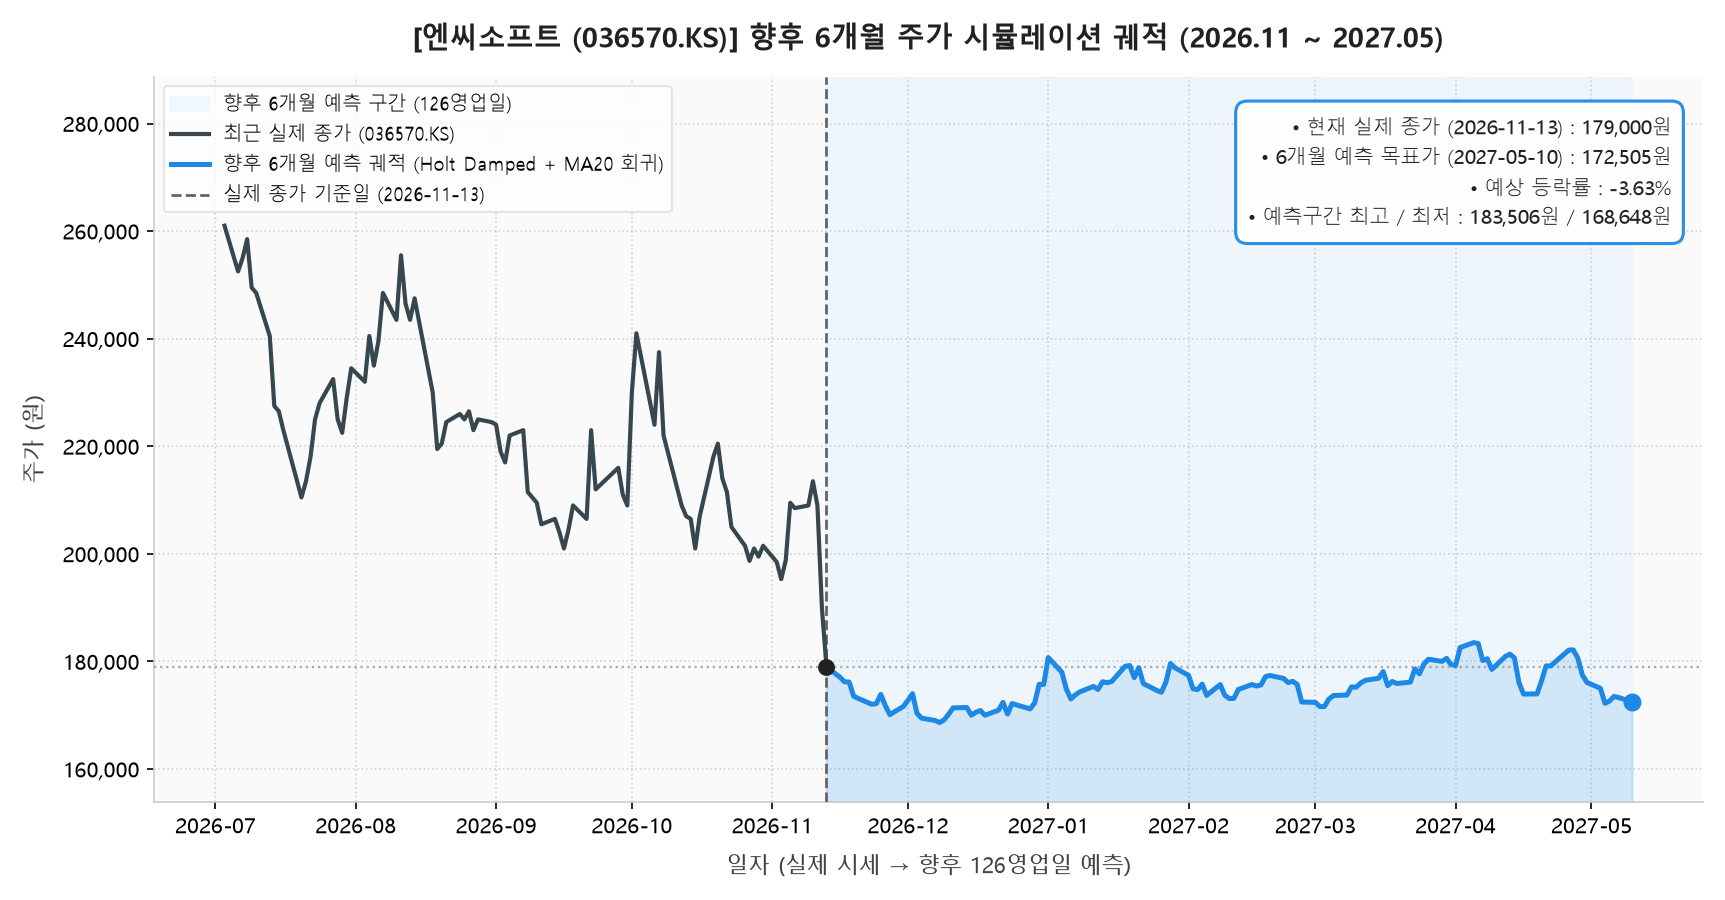 [엔씨소프트 (036570.KS)] 향후 6개월 주가 시뮬레이션 궤적 (2026.11 ~ 2027.05)
향후 6개월 예측 구간 (126영업일)
최근 실제 종가 (036570.KS)
향후 6개월 예측 궤적 (Holt Damped + MA20 회귀)
실제 종가 기준일 (2026-11-13)
• 현재 실제 종가 (2026-11-13) : 179,000원
• 6개월 예측 목표가 (2027-05-10) : 172,505원
• 예상 등락률 : -3.63%
• 예측구간 최고 / 최저 : 183,506원 / 168,648원
주가 (원)
280,000
260,000
240,000
220,000
200,000
180,000
160,000
2026-07
2026-08
2026-09
2026-10
2026-11
2026-12
2027-01
2027-02
2027-03
2027-04
2027-05
일자 (실제 시세 → 향후 126영업일 예측)